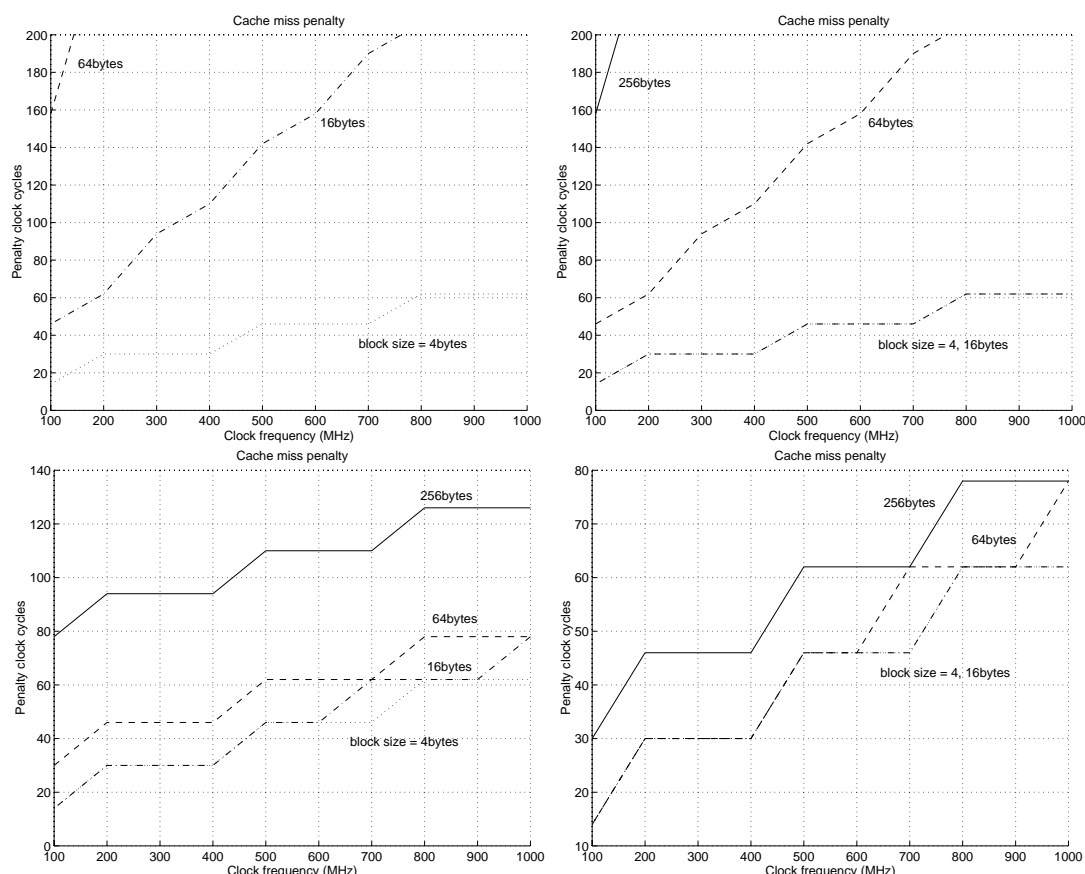 Cache miss penalty
200
180
160
140
120
100
80
60
40
20
0
Penalty clock cycles
64bytes
16bytes
block size = 4bytes
100 200 300 400 500 600 700 800 900 1000
Clock frequency (MHz)
Cache miss penalty
200
180
160
140
120
100
80
60
40
20
0
Penalty clock cycles
256bytes
64bytes
block size = 4, 16bytes
100 200 300 400 500 600 700 800 900 1000
Clock frequency (MHz)
Cache miss penalty
140
120
100
80
60
40
20
0
Penalty clock cycles
256bytes
64bytes
16bytes
block size = 4bytes
100 200 300 400 500 600 700 800 900 1000
Clock frequency (MHz)
Cache miss penalty
80
70
60
50
40
30
20
10
Penalty clock cycles
256bytes
64bytes
block size = 4, 16bytes
100 200 300 400 500 600 700 800 900 1000
Clock frequency (MHz)